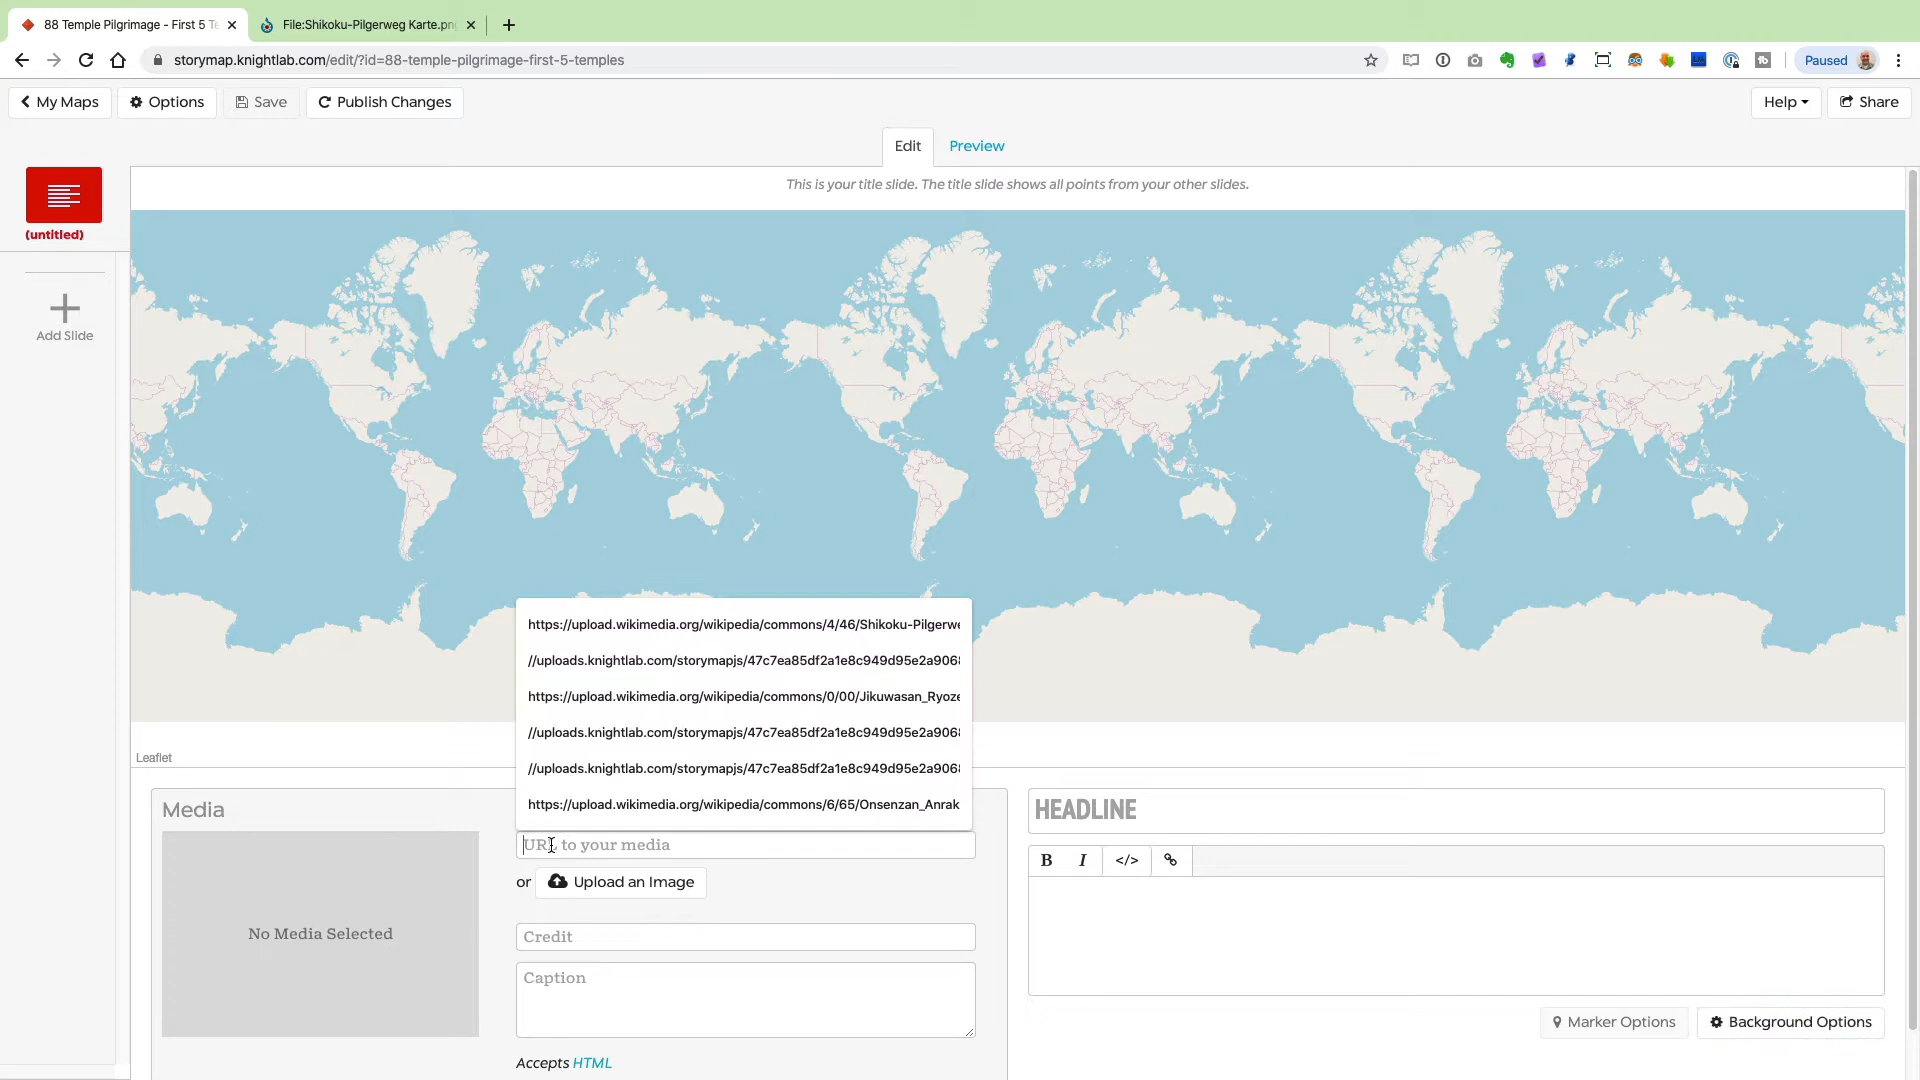 88 Temple Pilgrimage - First 5 Te
File:Shikoku-Pilgerweg Karte.pn
storymap.knightlab.com/edit/?id=88-temple-pilgrimage-first-5-temples
Paused
My Maps
Options
Save
Publish Changes
Help
Share
Edit
Preview
(untitled)
Add Slide
This is your title slide. The title slide shows all points from your other slides.
https://upload.wikimedia.org/wikipedia/commons/4/46/Shikoku-Pilgerwe
//uploads.knightlab.com/storymapjs/47c7ea85df2a1e8c949d95e2a906
https://upload.wikimedia.org/wikipedia/commons/0/00/Jikuwasan_Ryoze
//uploads.knightlab.com/storymapjs/47c7ea85df2a1e8c949d95e2a906
//uploads.knightlab.com/storymapjs/47c7ea85df2a1e8c949d95e2a906
https://upload.wikimedia.org/wikipedia/commons/6/65/Onsenzan_Anrak
Leaflet
Media
No Media Selected
URL to your media
or Upload an Image
Credit
Caption
Accepts HTML
HEADLINE
B I </>
Marker Options
Background Options